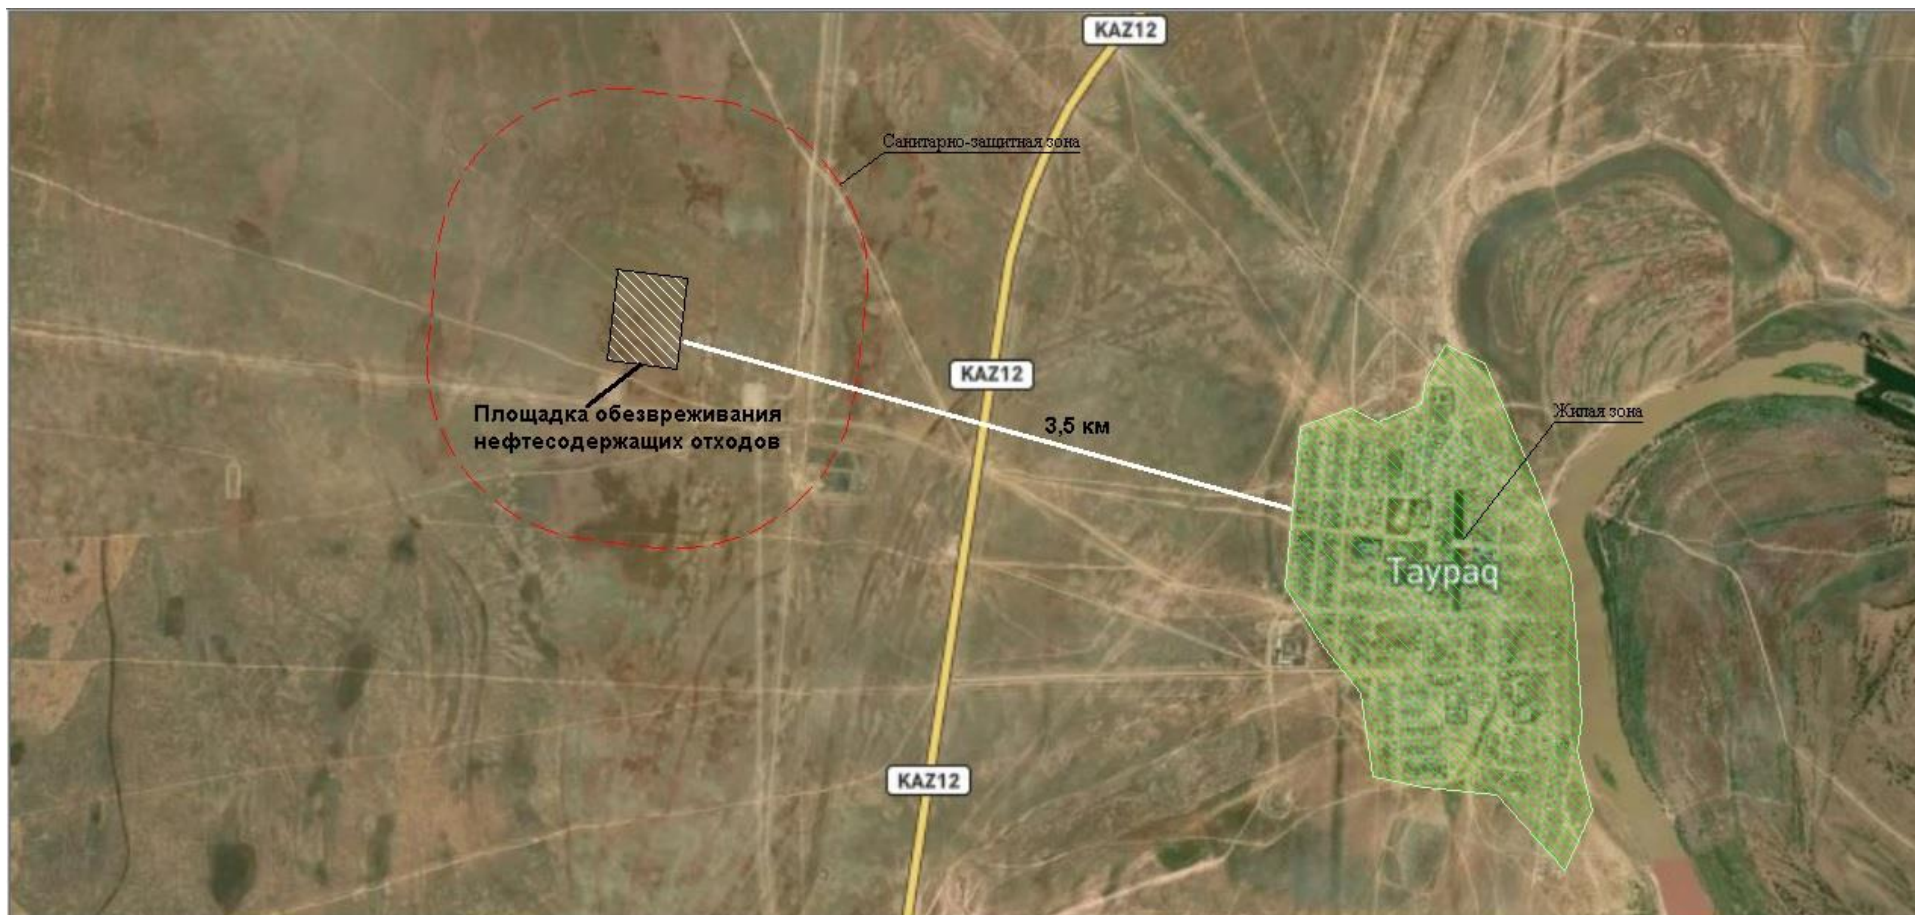 KAZ12
Санитарно-защитная зона
KAZ12
Площадка обезвреживания
нефтесодержащих отходов
3,5 км
Жилая зона
Taypaq
KAZ12